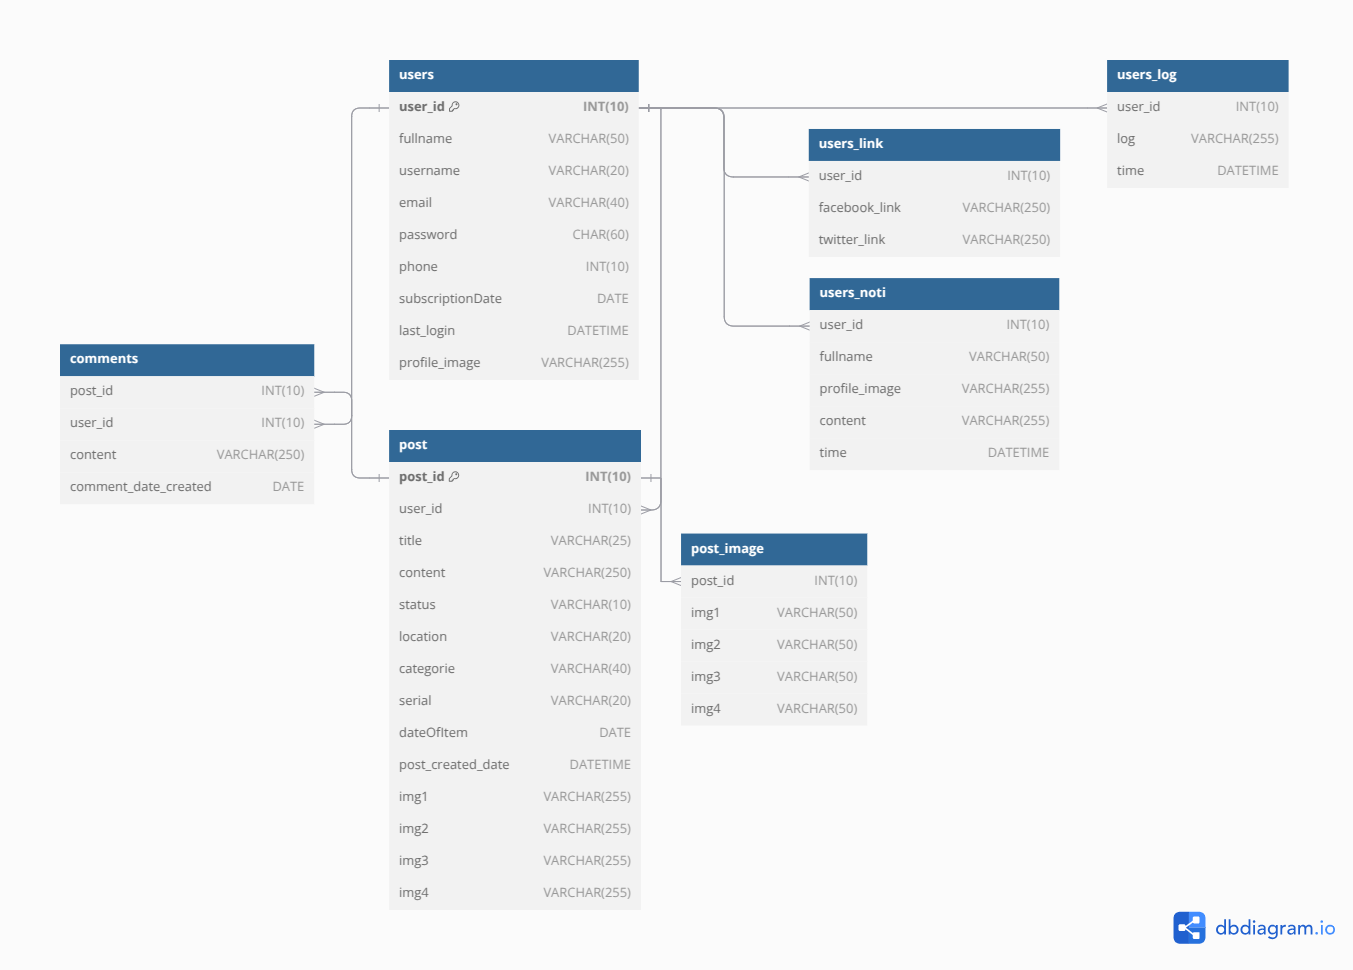 users
user_id INT(10)
fullname VARCHAR(50)
username VARCHAR(20)
email VARCHAR(40)
password CHAR(60)
phone INT(10)
subscriptionDate DATE
last_login DATETIME
profile_image VARCHAR(255)
users_log
user_id INT(10)
log VARCHAR(255)
time DATETIME
users_link
user_id INT(10)
facebook_link VARCHAR(250)
twitter_link VARCHAR(250)
users_noti
user_id INT(10)
fullname VARCHAR(50)
profile_image VARCHAR(255)
content VARCHAR(255)
time DATETIME
comments
post_id INT(10)
user_id INT(10)
content VARCHAR(250)
comment_date_created DATE
post
post_id INT(10)
user_id INT(10)
title VARCHAR(25)
content VARCHAR(250)
status VARCHAR(10)
location VARCHAR(20)
categorie VARCHAR(40)
serial VARCHAR(20)
dateOfItem DATE
post_created_date DATETIME
img1 VARCHAR(255)
img2 VARCHAR(255)
img3 VARCHAR(255)
img4 VARCHAR(255)
post_image
post_id INT(10)
img1 VARCHAR(50)
img2 VARCHAR(50)
img3 VARCHAR(50)
img4 VARCHAR(50)
dbdiagram.io